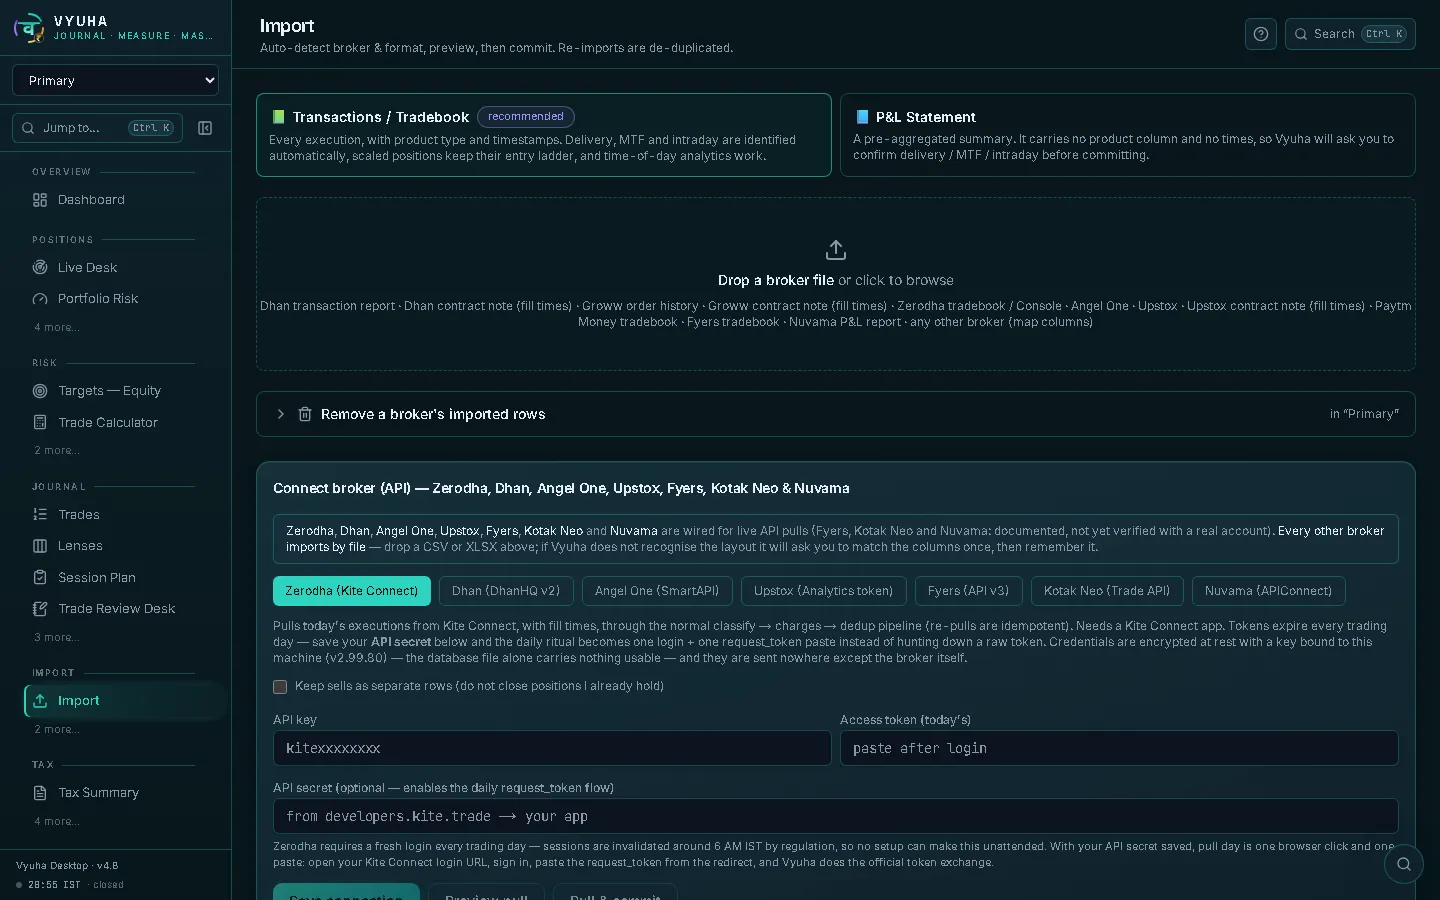 व
VYUHA
JOURNAL · MEASURE · MAS...
Primary
Jump to...
Ctrl K
OVERVIEW
Dashboard
POSITIONS
Live Desk
Portfolio Risk
4 more...
RISK
Targets — Equity
Trade Calculator
2 more...
JOURNAL
Trades
Lenses
Session Plan
Trade Review Desk
3 more...
IMPORT
Import
2 more...
TAX
Tax Summary
4 more...
Vyuha Desktop · v4.8
20:55 IST · closed
Import
Auto-detect broker & format, preview, then commit. Re-imports are de-duplicated.
Search Ctrl K
Transactions / Tradebook recommended
Every execution, with product type and timestamps. Delivery, MTF and intraday are identified
automatically, scaled positions keep their entry ladder, and time-of-day analytics work.
P&L Statement
A pre-aggregated summary. It carries no product column and no times, so Vyuha will ask you to
confirm delivery / MTF / intraday before committing.
Drop a broker file or click to browse
Dhan transaction report · Dhan contract note (fill times) · Groww order history · Groww contract note (fill times) · Zerodha tradebook / Console · Angel One · Upstox · Upstox contract note (fill times) · Paytm
Money tradebook · Fyers tradebook · Nuvama P&L report · any other broker (map columns)
Remove a broker's imported rows
in "Primary"
Connect broker (API) — Zerodha, Dhan, Angel One, Upstox, Fyers, Kotak Neo & Nuvama
Zerodha, Dhan, Angel One, Upstox, Fyers, Kotak Neo and Nuvama are wired for live API pulls (Fyers, Kotak Neo and Nuvama: documented, not yet verified with a real account). Every other broker
imports by file — drop a CSV or XLSX above; if Vyuha does not recognise the layout it will ask you to match the columns once, then remember it.
Zerodha (Kite Connect)
Dhan (DhanHQ v2)
Angel One (SmartAPI)
Upstox (Analytics token)
Fyers (API v3)
Kotak Neo (Trade API)
Nuvama (APIConnect)
Pulls today's executions from Kite Connect, with fill times, through the normal classify → charges → dedup pipeline (re-pulls are idempotent). Needs a Kite Connect app. Tokens expire every trading
day — save your API secret below and the daily ritual becomes one login + one request_token paste instead of hunting down a raw token. Credentials are encrypted at rest with a key bound to this
machine (v2.99.80) — the database file alone carries nothing usable — and they are sent nowhere except the broker itself.
Keep sells as separate rows (do not close positions I already hold)
API key
Access token (today's)
kitexxxxxxxx
paste after login
API secret (optional — enables the daily request_token flow)
from developers.kite.trade → your app
Zerodha requires a fresh login every trading day — sessions are invalidated around 6 AM IST by regulation, so no setup can make this unattended. With your API secret saved, pull day is one browser click and one
paste: open your Kite Connect login URL, sign in, paste the request_token from the redirect, and Vyuha does the official token exchange.
Save connection
Preview pull
Pull & commit